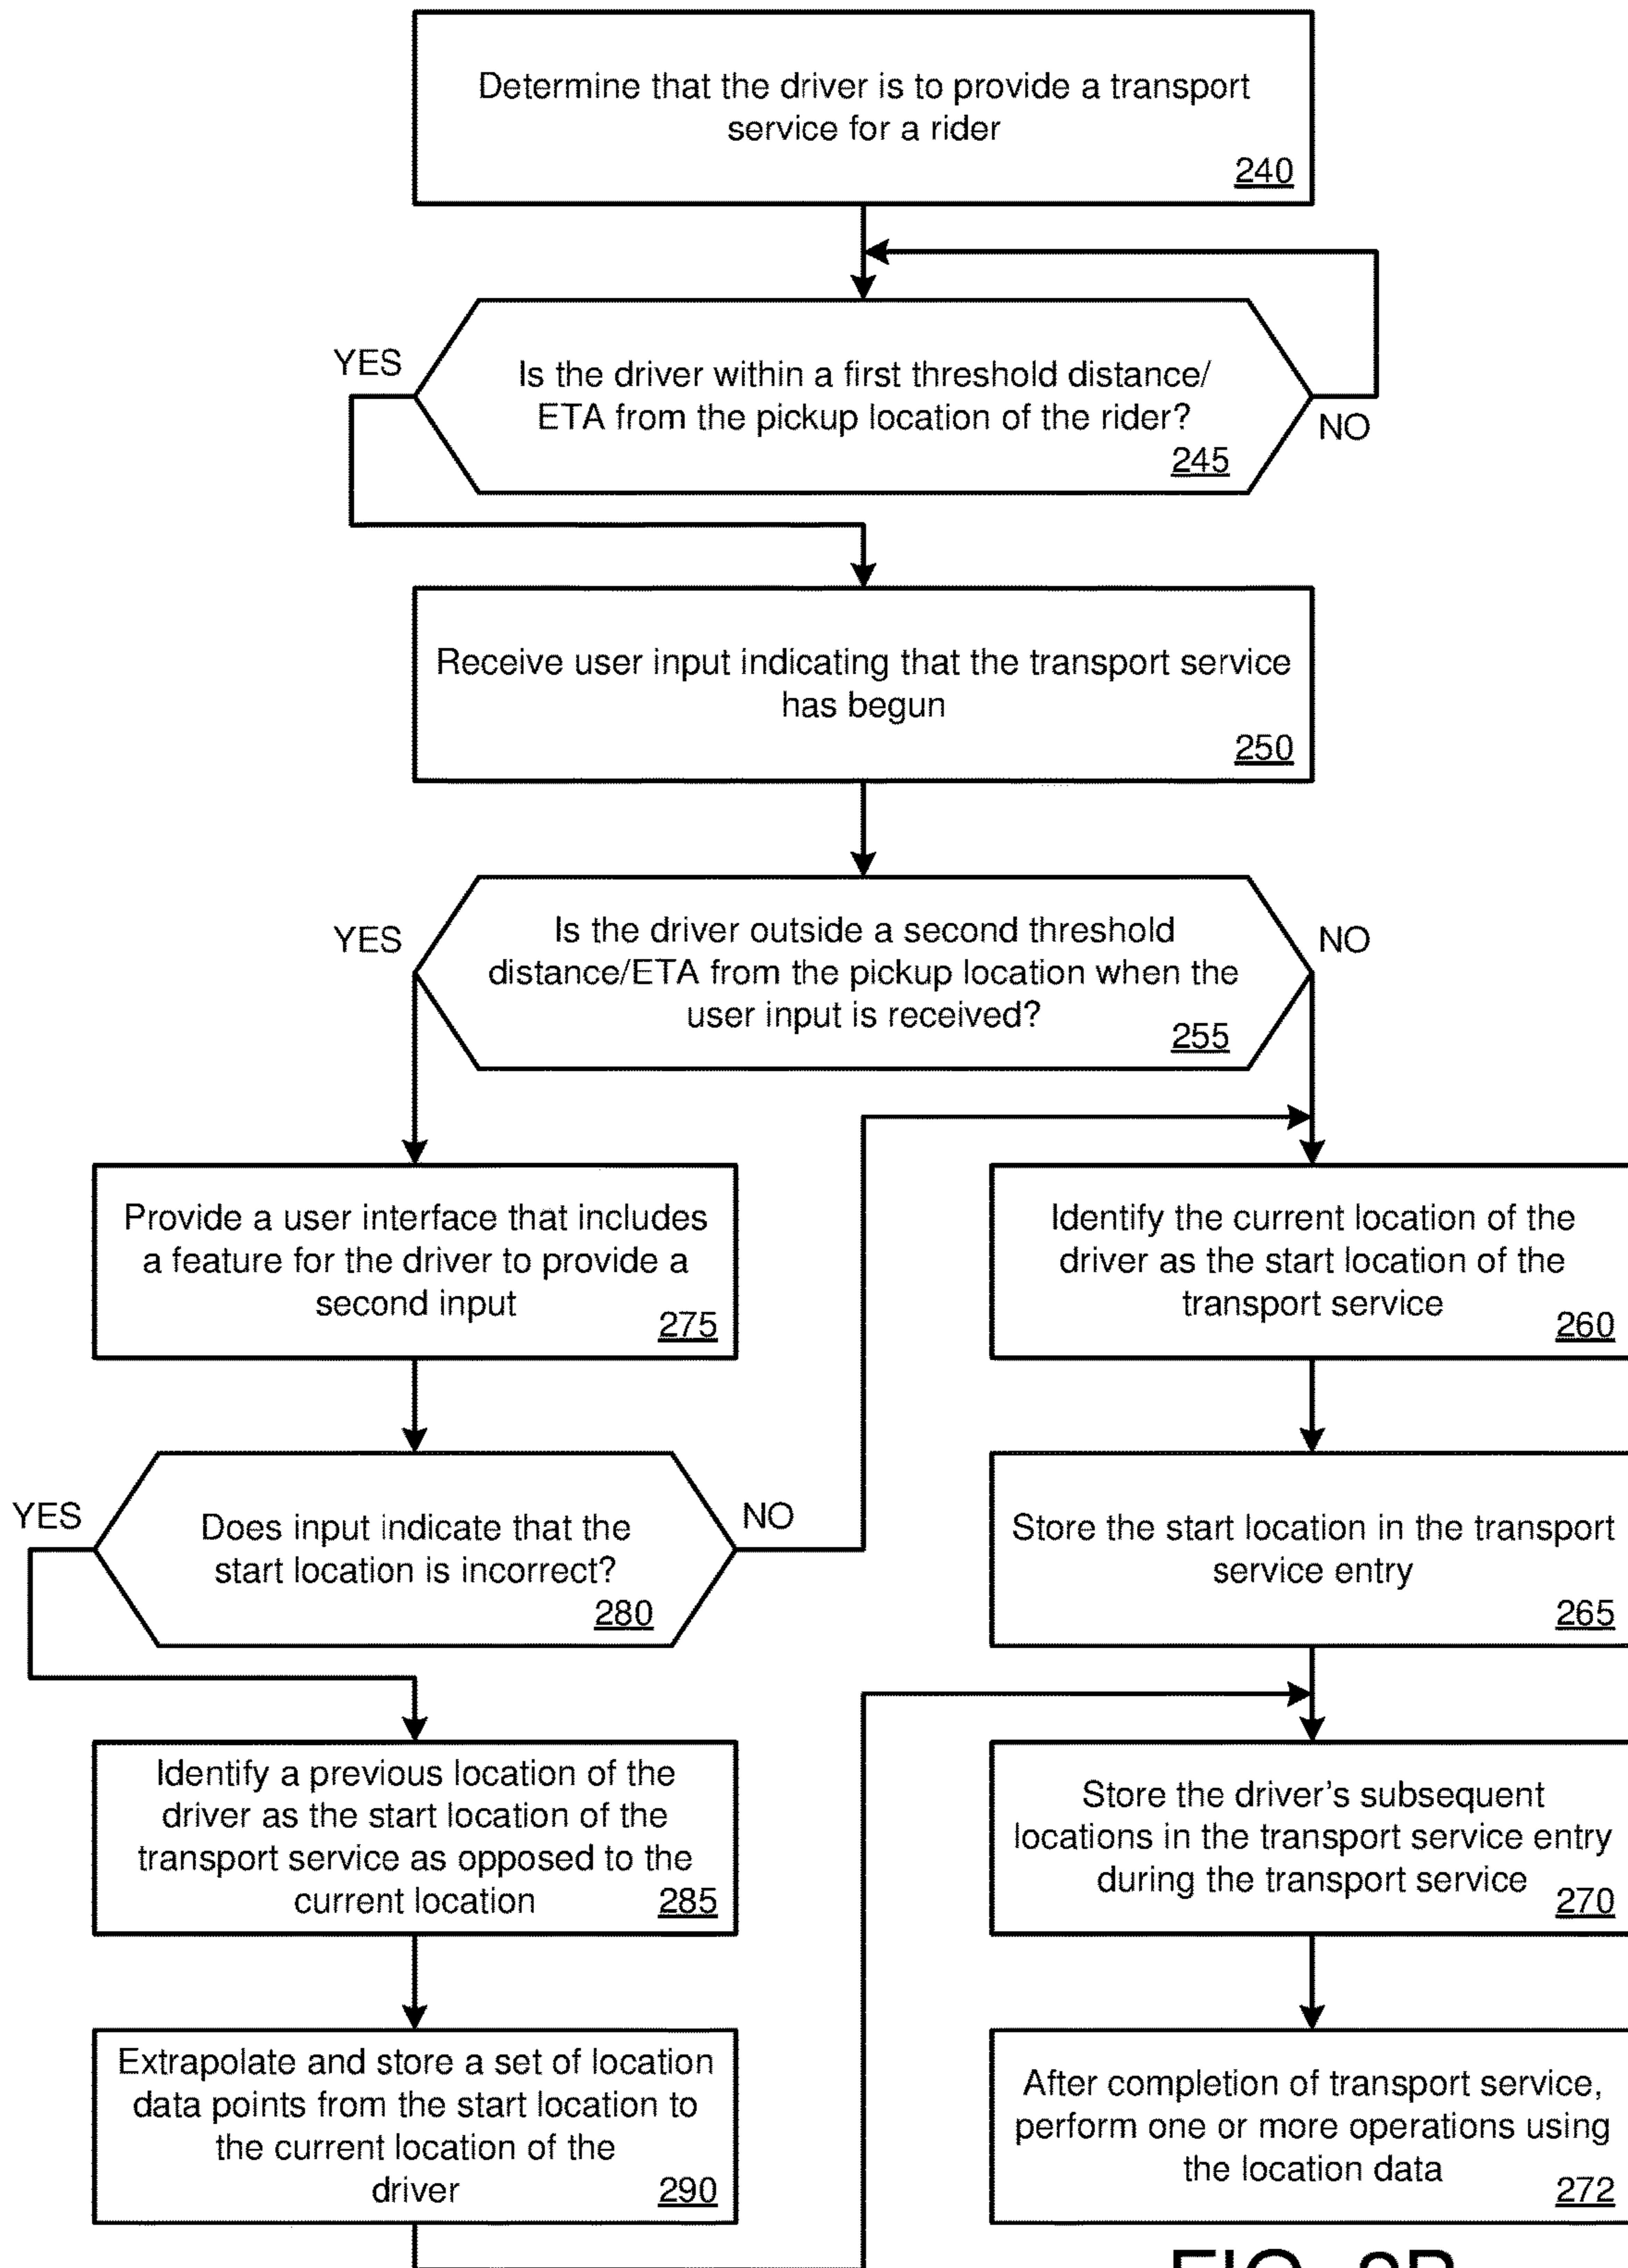 Determine that the driver is to provide a transport
service for a rider
240
YES
Is the driver within a first threshold distance/
ETA from the pickup location of the rider?
NO
245
Receive user input indicating that the transport service
has begun
250
YES
Is the driver outside a second threshold
NO
distance/ETA from the pickup location when the
user input is received?
255
Provide a user interface that includes
a feature for the driver to provide a
second input
275
Identify the current location of the
driver as the start location of the
transport service
260
YES
Does input indicate that the
start location is incorrect?
NO
280
Store the start location in the transport
service entry
265
Identify a previous location of the
driver as the start location of the
transport service as opposed to the
current location
285
Store the driver's subsequent
locations in the transport service entry
during the transport service
270
Extrapolate and store a set of location
data points from the start location to
the current location of the
driver
290
After completion of transport service,
perform one or more operations using
the location data
272